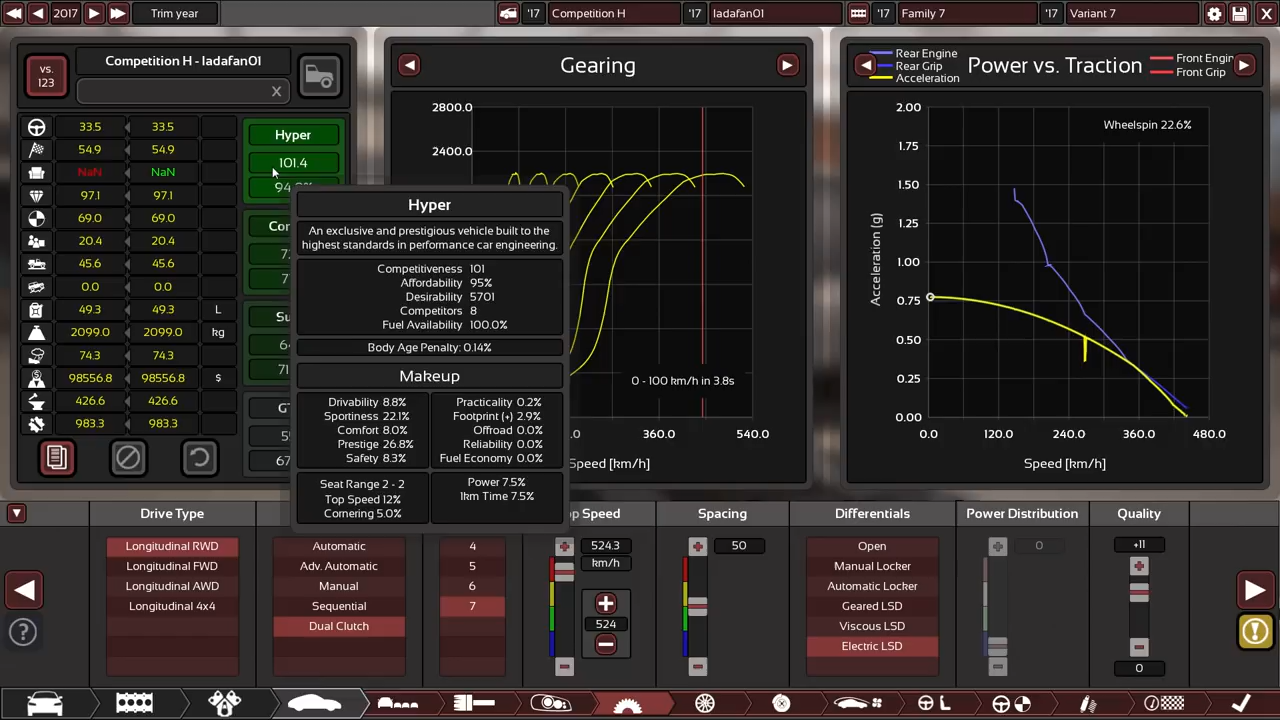 2017
Trim year
'17
Competition H
'17
ladafan01
'17
Family 7
'17
Variant 7
vs.
123
Competition H - ladafan01
X
33.5
33.5
54.9
54.9
NaN
NaN
97.1
97.1
69.0
69.0
20.4
20.4
45.6
45.6
0.0
0.0
49.3
49.3
L
2099.0
2099.0
kg
74.3
74.3
98556.8
98556.8
$
426.6
426.6
983.3
983.3
Hyper
101.4
Hyper
An exclusive and prestigious vehicle built to the
highest standards in performance car engineering.
Competitiveness 101
Affordability 95%
Desirability 5701
Competitors 8
Fuel Availability 100.0%
Body Age Penalty: 0.14%
Makeup
Drivability 8.8%
Sportiness 22.1%
Comfort 8.0%
Prestige 26.8%
Safety 8.3%
Practicality 0.2%
Footprint (+) 2.9%
Offroad 0.0%
Reliability 0.0%
Fuel Economy 0.0%
Seat Range 2 - 2
Top Speed 12%
Cornering 5.0%
Power 7.5%
1km Time 7.5%
Gearing
2800.0
2400.0
0 - 100 km/h in 3.8s
360.0
540.0
Speed [km/h]
Rear Engine
Rear Grip
Acceleration
Power vs. Traction
Front Engin
Front Grip
Wheelspin 22.6%
2.00
1.75
1.50
1.25
1.00
0.75
0.50
0.25
0.00
Acceleration (g)
0.0
120.0
240.0
360.0
480.0
Speed [km/h]
Drive Type
Longitudinal RWD
Longitudinal FWD
Longitudinal AWD
Longitudinal 4x4
Automatic
Adv. Automatic
Manual
Sequential
Dual Clutch
4
5
6
7
Speed
524.3
km/h
524
Spacing
50
Differentials
Open
Manual Locker
Automatic Locker
Geared LSD
Viscous LSD
Electric LSD
Power Distribution
0
Quality
+11
0